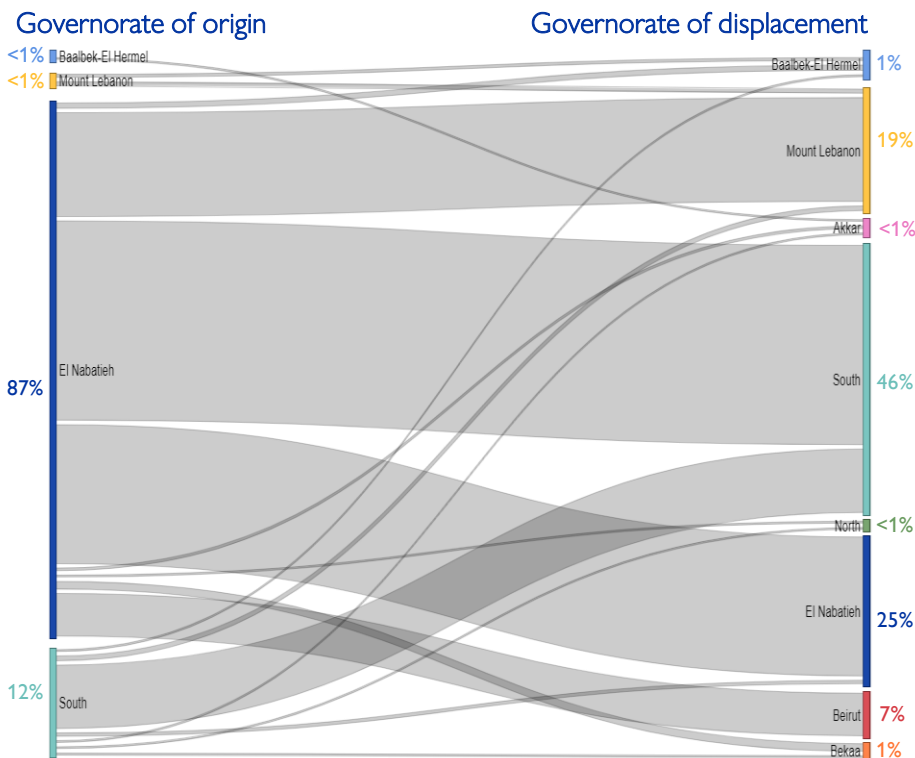 Governorate of origin
Governorate of displacement
<1%
Baalbek-El Hermel
<1%
Mount Lebanon
87%
El Nabatieh
12%
South
Baalbek-El Hermel
1%
Mount Lebanon
19%
Akkar
<1%
South
46%
North
<1%
El Nabatieh
25%
Beirut
7%
Bekaa
1%